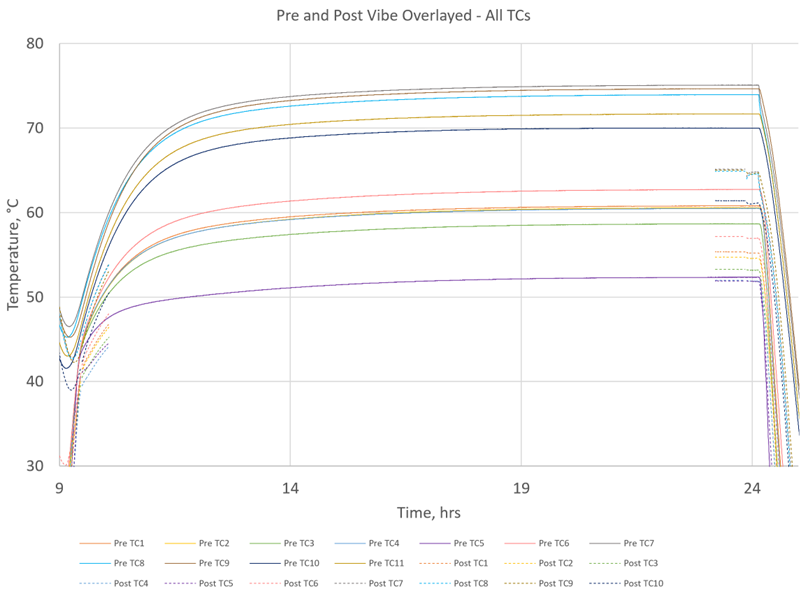 Pre and Post Vibe Overlayed - All TCs
80
70
60
50
40
30
Temperature, °C
9 14 19 24
Time, hrs
Pre TC1 Pre TC2 Pre TC3 Pre TC4 Pre TC5 Pre TC6 Pre TC7
Pre TC8 Pre TC9 Pre TC10 Pre TC11 Post TC1 Post TC2 Post TC3
Post TC4 Post TC5 Post TC6 Post TC7 Post TC8 Post TC9 Post TC10